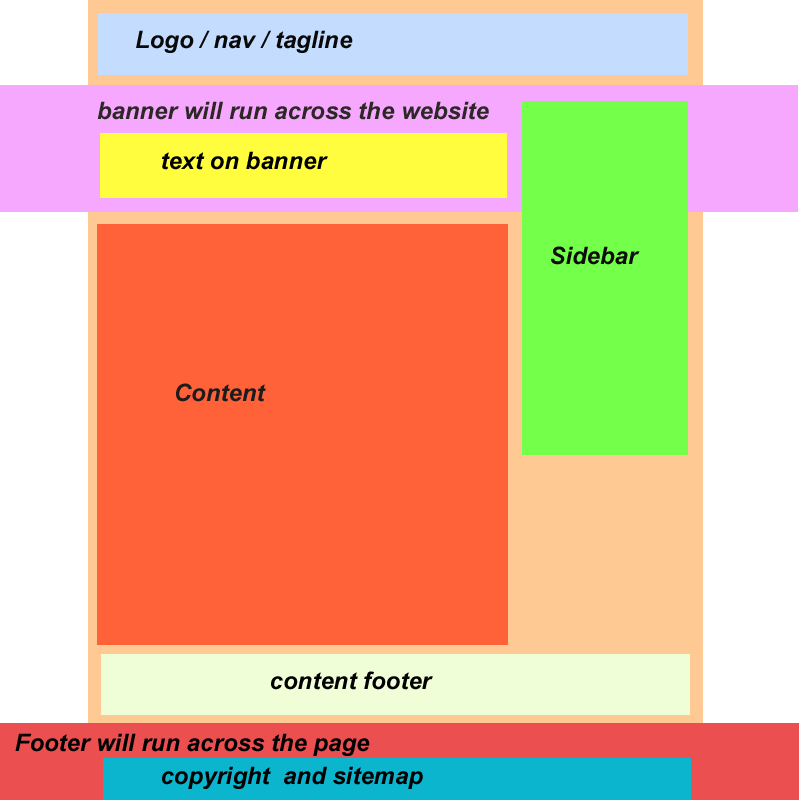 Logo / nav / tagline
banner will run across the website
text on banner
Sidebar
Content
content footer
Footer will run across the page
copyright  and sitemap